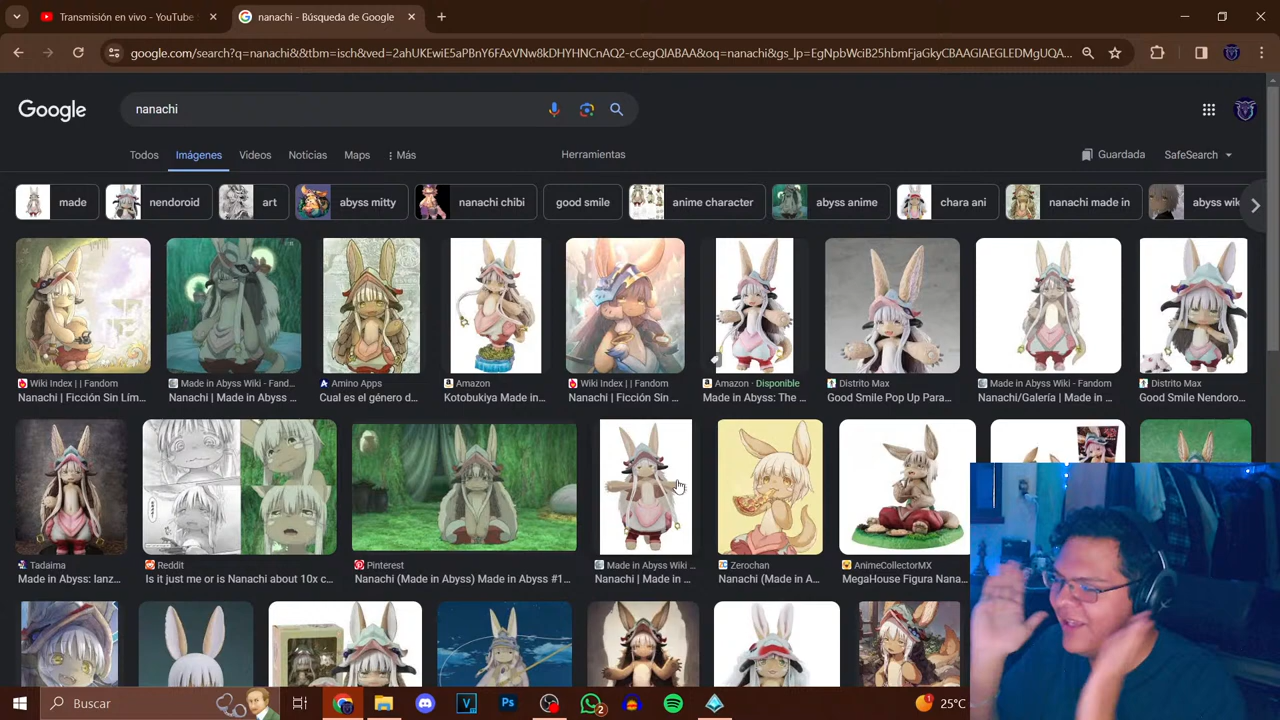 Transmisión en vivo - YouTube
nanachi - Búsqueda de Google
google.com/search?q=nanachi&&tbm=isch&ved=2ahUKEwiE5aPBnY6FAxVNw8kDHYHNCnAQ2-cCegQIABAA&oq=nanachi&gs_lp=EgNpbWciB25hbmFjaGkyCBAAGIAEGLEDMgUQA...
Google
nanachi
Todos
Imágenes
Videos
Noticias
Maps
Más
Herramientas
Guardada
SafeSearch
made
nendoroid
art
abyss mitty
nanachi chibi
good smile
anime character
abyss anime
chara ani
nanachi made in
abyss wik
Wiki Index | | Fandom
Made in Abyss Wiki - Fand...
Amino Apps
Amazon
Wiki Index | | Fandom
Amazon · Disponible
Distrito Max
Made in Abyss Wiki - Fandom
Distrito Max
Nanachi | Ficción Sin Lím...
Nanachi | Made in Abyss ...
Cual es el género d...
Kotobukiya Made in...
Nanachi | Ficción Sin ...
Made in Abyss: The ...
Good Smile Pop Up Para...
Nanachi/Galería | Made in...
Good Smile Nendoro...
Tadaima
Reddit
Pinterest
Made in Abyss Wiki ...
Zerochan
AnimeCollectorMX
Made in Abyss: lanz...
Is it just me or is Nanachi about 10x c...
Nanachi (Made in Abyss) Made in Abyss #1...
Nanachi | Made in ...
Nanachi (Made in A...
MegaHouse Figura Nana...
Buscar
V
Ps
2
1
25°C